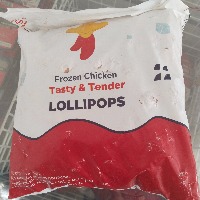 Frozen Chicken
Tasty & Tender
LOLLIPOPS